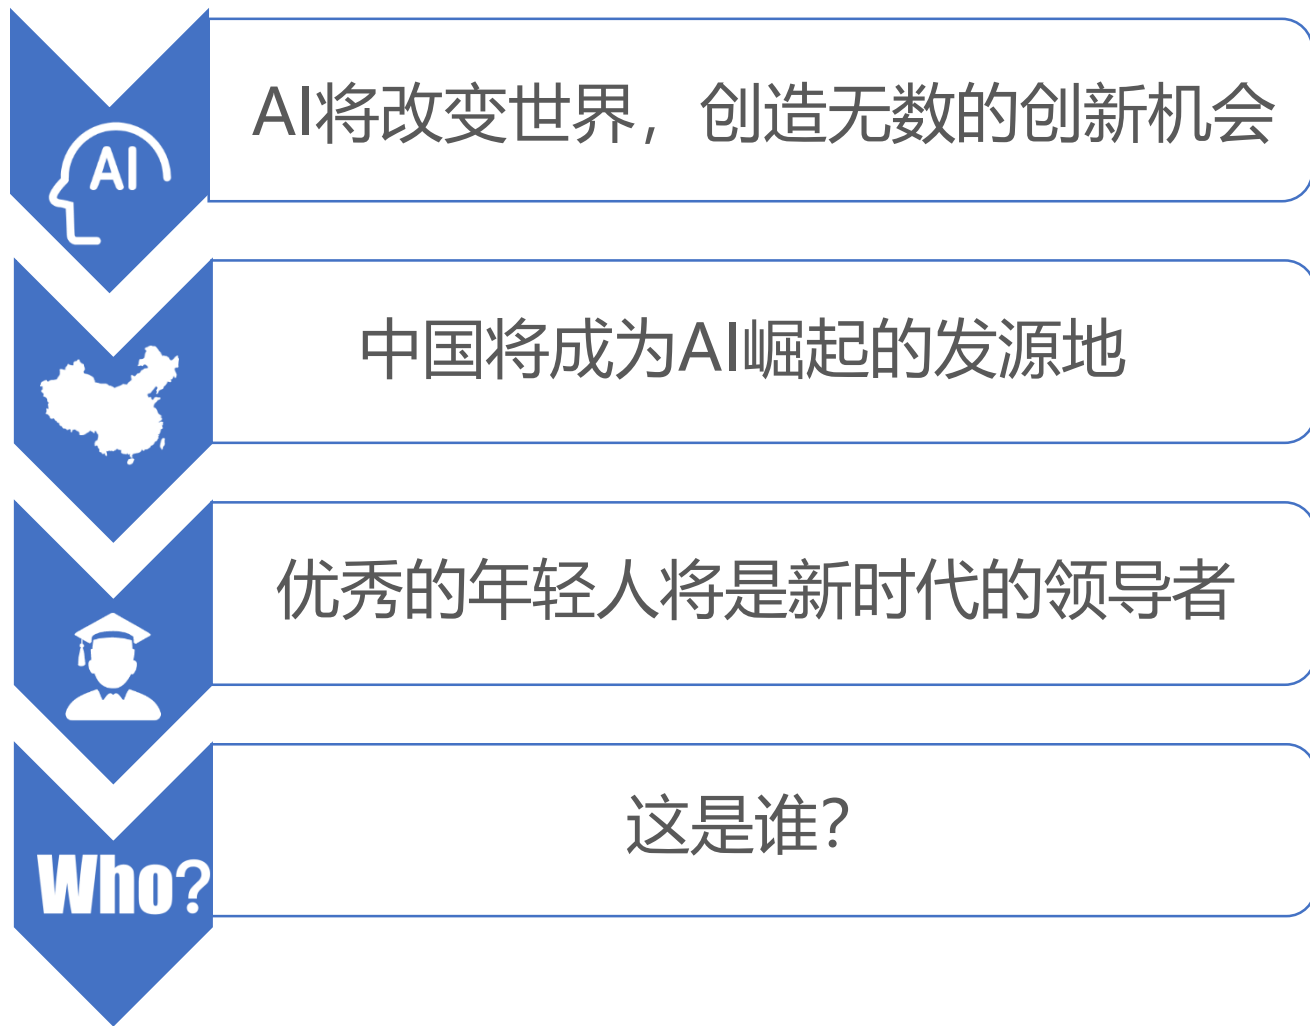 AI将改变世界，创造无数的创新机会
AI
中国将成为AI崛起的发源地
优秀的年轻人将是新时代的领导者
这是谁？
Who?